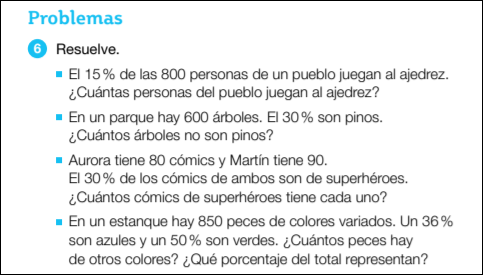 Problemas
6 Resuelve.
El 15 % de las 800 personas de un pueblo juegan al ajedrez.
¿Cuántas personas del pueblo juegan al ajedrez?
En un parque hay 600 árboles. El 30 % son pinos.
¿Cuántos árboles no son pinos?
Aurora tiene 80 cómics y Martín tiene 90.
El 30 % de los cómics de ambos son de superhéroes.
¿Cuántos cómics de superhéroes tiene cada uno?
En un estanque hay 850 peces de colores variados. Un 36 %
son azules y un 50 % son verdes. ¿Cuántos peces hay
de otros colores? ¿Qué porcentaje del total representan?